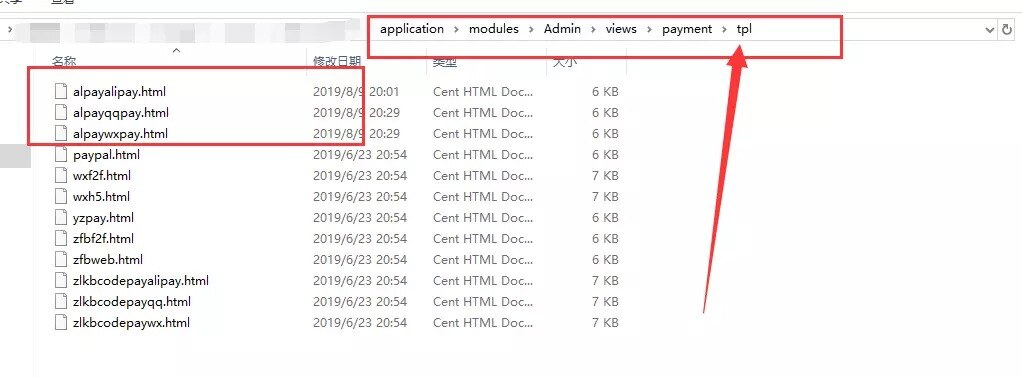 查看
application > modules > Admin > views > payment > tpl
名称 修改日期 类型 大小
alpayalipay.html 2019/8/9 20:01 Cent HTML Doc... 6 KB
alpayqqpay.html 2019/8/9 20:29 Cent HTML Doc... 6 KB
alpaywxpay.html 2019/8/9 20:29 Cent HTML Doc... 6 KB
paypal.html 2019/6/23 20:54 Cent HTML Doc... 6 KB
wxf2f.html 2019/6/23 20:54 Cent HTML Doc... 7 KB
wxh5.html 2019/6/23 20:54 Cent HTML Doc... 7 KB
yzpay.html 2019/6/23 20:54 Cent HTML Doc... 6 KB
zfbf2f.html 2019/6/23 20:54 Cent HTML Doc... 6 KB
zfbweb.html 2019/6/23 20:54 Cent HTML Doc... 6 KB
zlkbcodepayalipay.html 2019/6/23 20:54 Cent HTML Doc... 7 KB
zlkbcodepayqq.html 2019/6/23 20:54 Cent HTML Doc... 7 KB
zlkbcodepaywx.html 2019/6/23 20:54 Cent HTML Doc... 7 KB